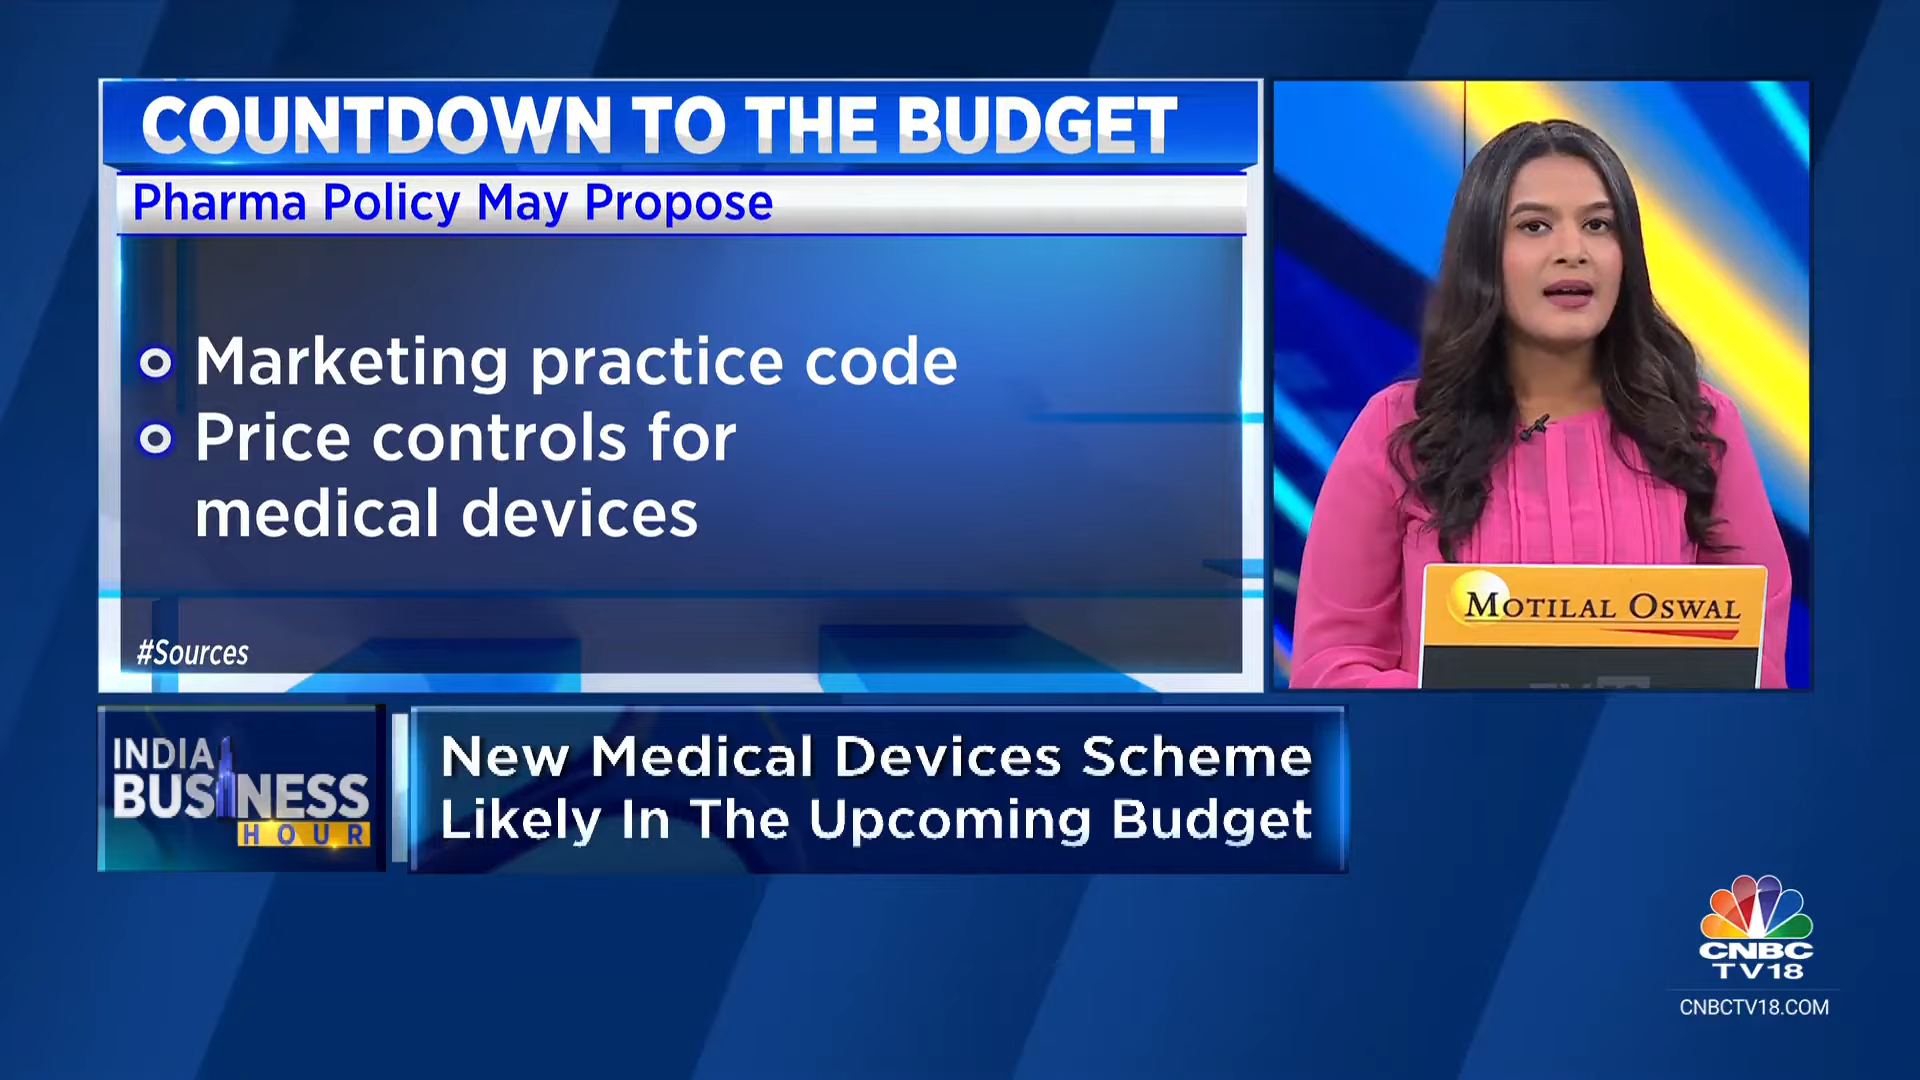 COUNTDOWN TO THE BUDGET
Pharma Policy May Propose
Marketing practice code
Price controls for
medical devices
#Sources
MOTILAL OSWAL
INDIA
BUSINESS
HOUR
New Medical Devices Scheme
Likely In The Upcoming Budget
CNBC
TV18
CNBCTV18.COM